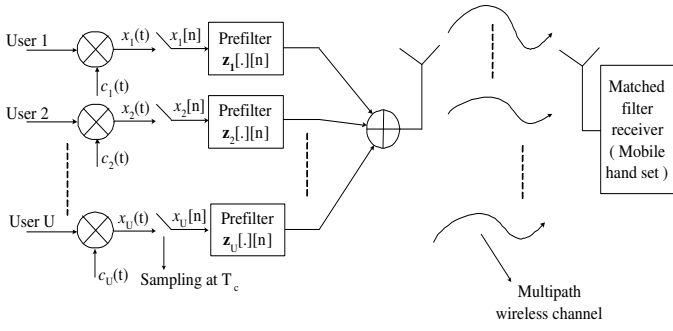 User 1
x1(t)
x1[n]
Prefilter
z1[.][n]
c1(t)
User 2
x2(t)
x2[n]
Prefilter
z2[.][n]
c2(t)
User U
xU(t)
xU[n]
Prefilter
zU[.][n]
cU(t)
Sampling at Tc
Matched
filter
receiver
( Mobile
hand set )
Multipath
wireless channel